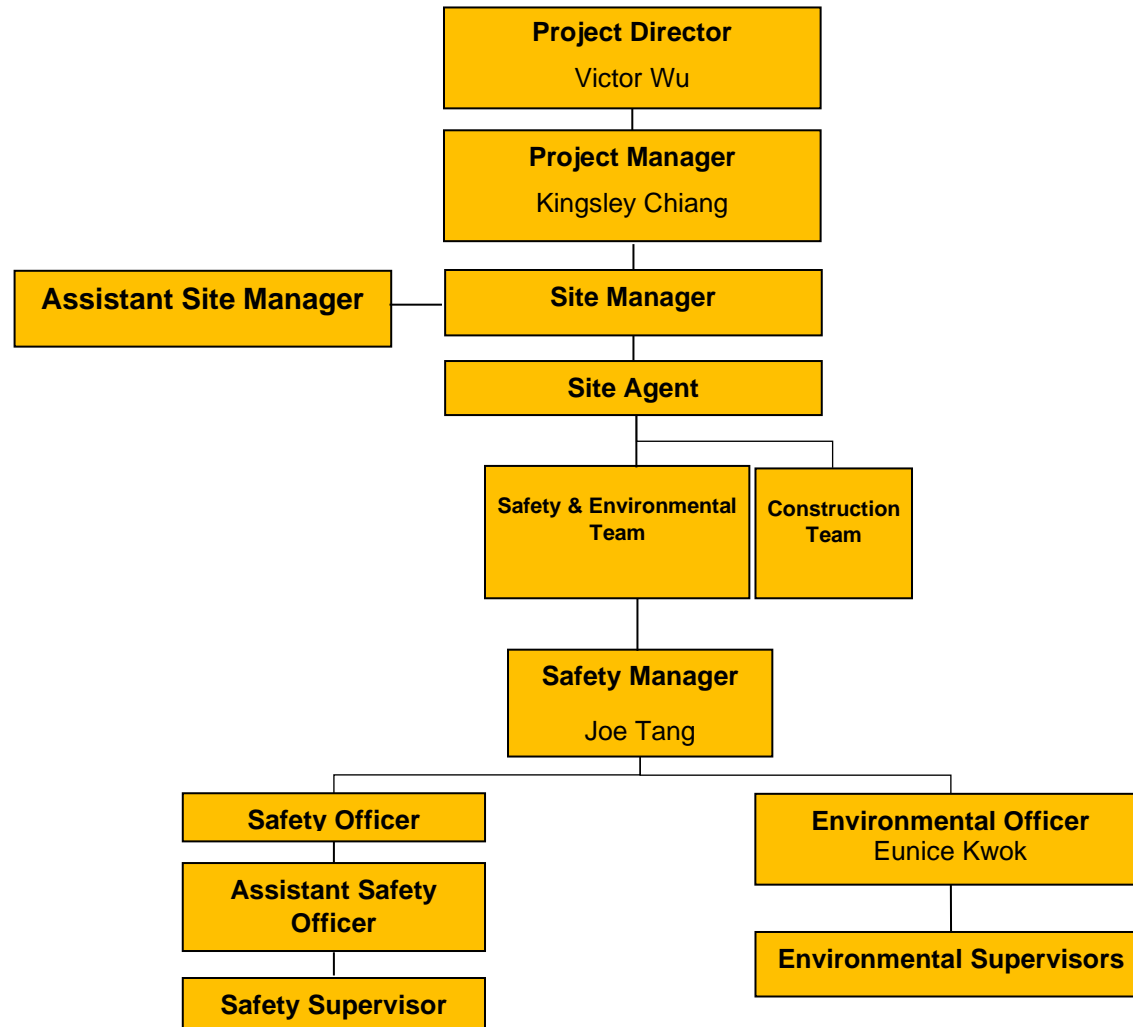 Project Director
Victor Wu
Project Manager
Kingsley Chiang
Assistant Site Manager
Site Manager
Site Agent
Safety & Environmental
Team
Construction
Team
Safety Manager
Joe Tang
Safety Officer
Environmental Officer
Eunice Kwok
Assistant Safety
Officer
Environmental Supervisors
Safety Supervisor